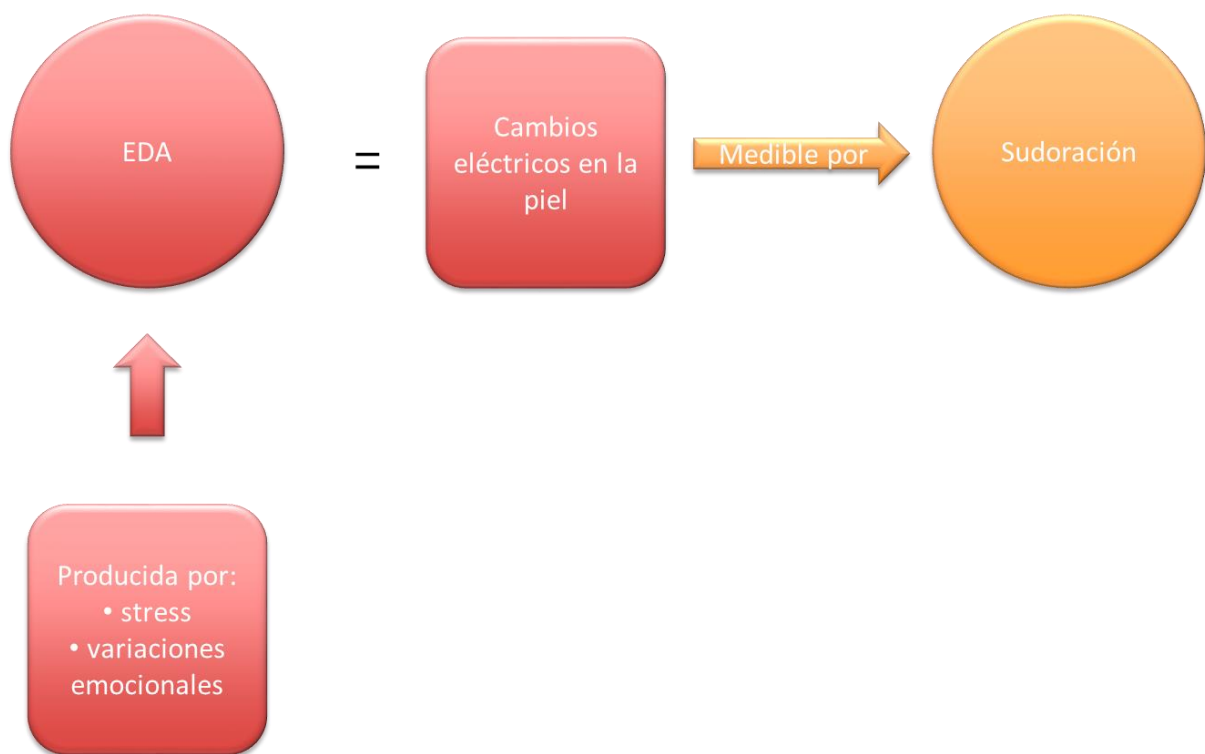 EDA
=
Cambios
eléctricos en la
piel
Medible por
Sudoración
Producida por:
• stress
• variaciones
emocionales